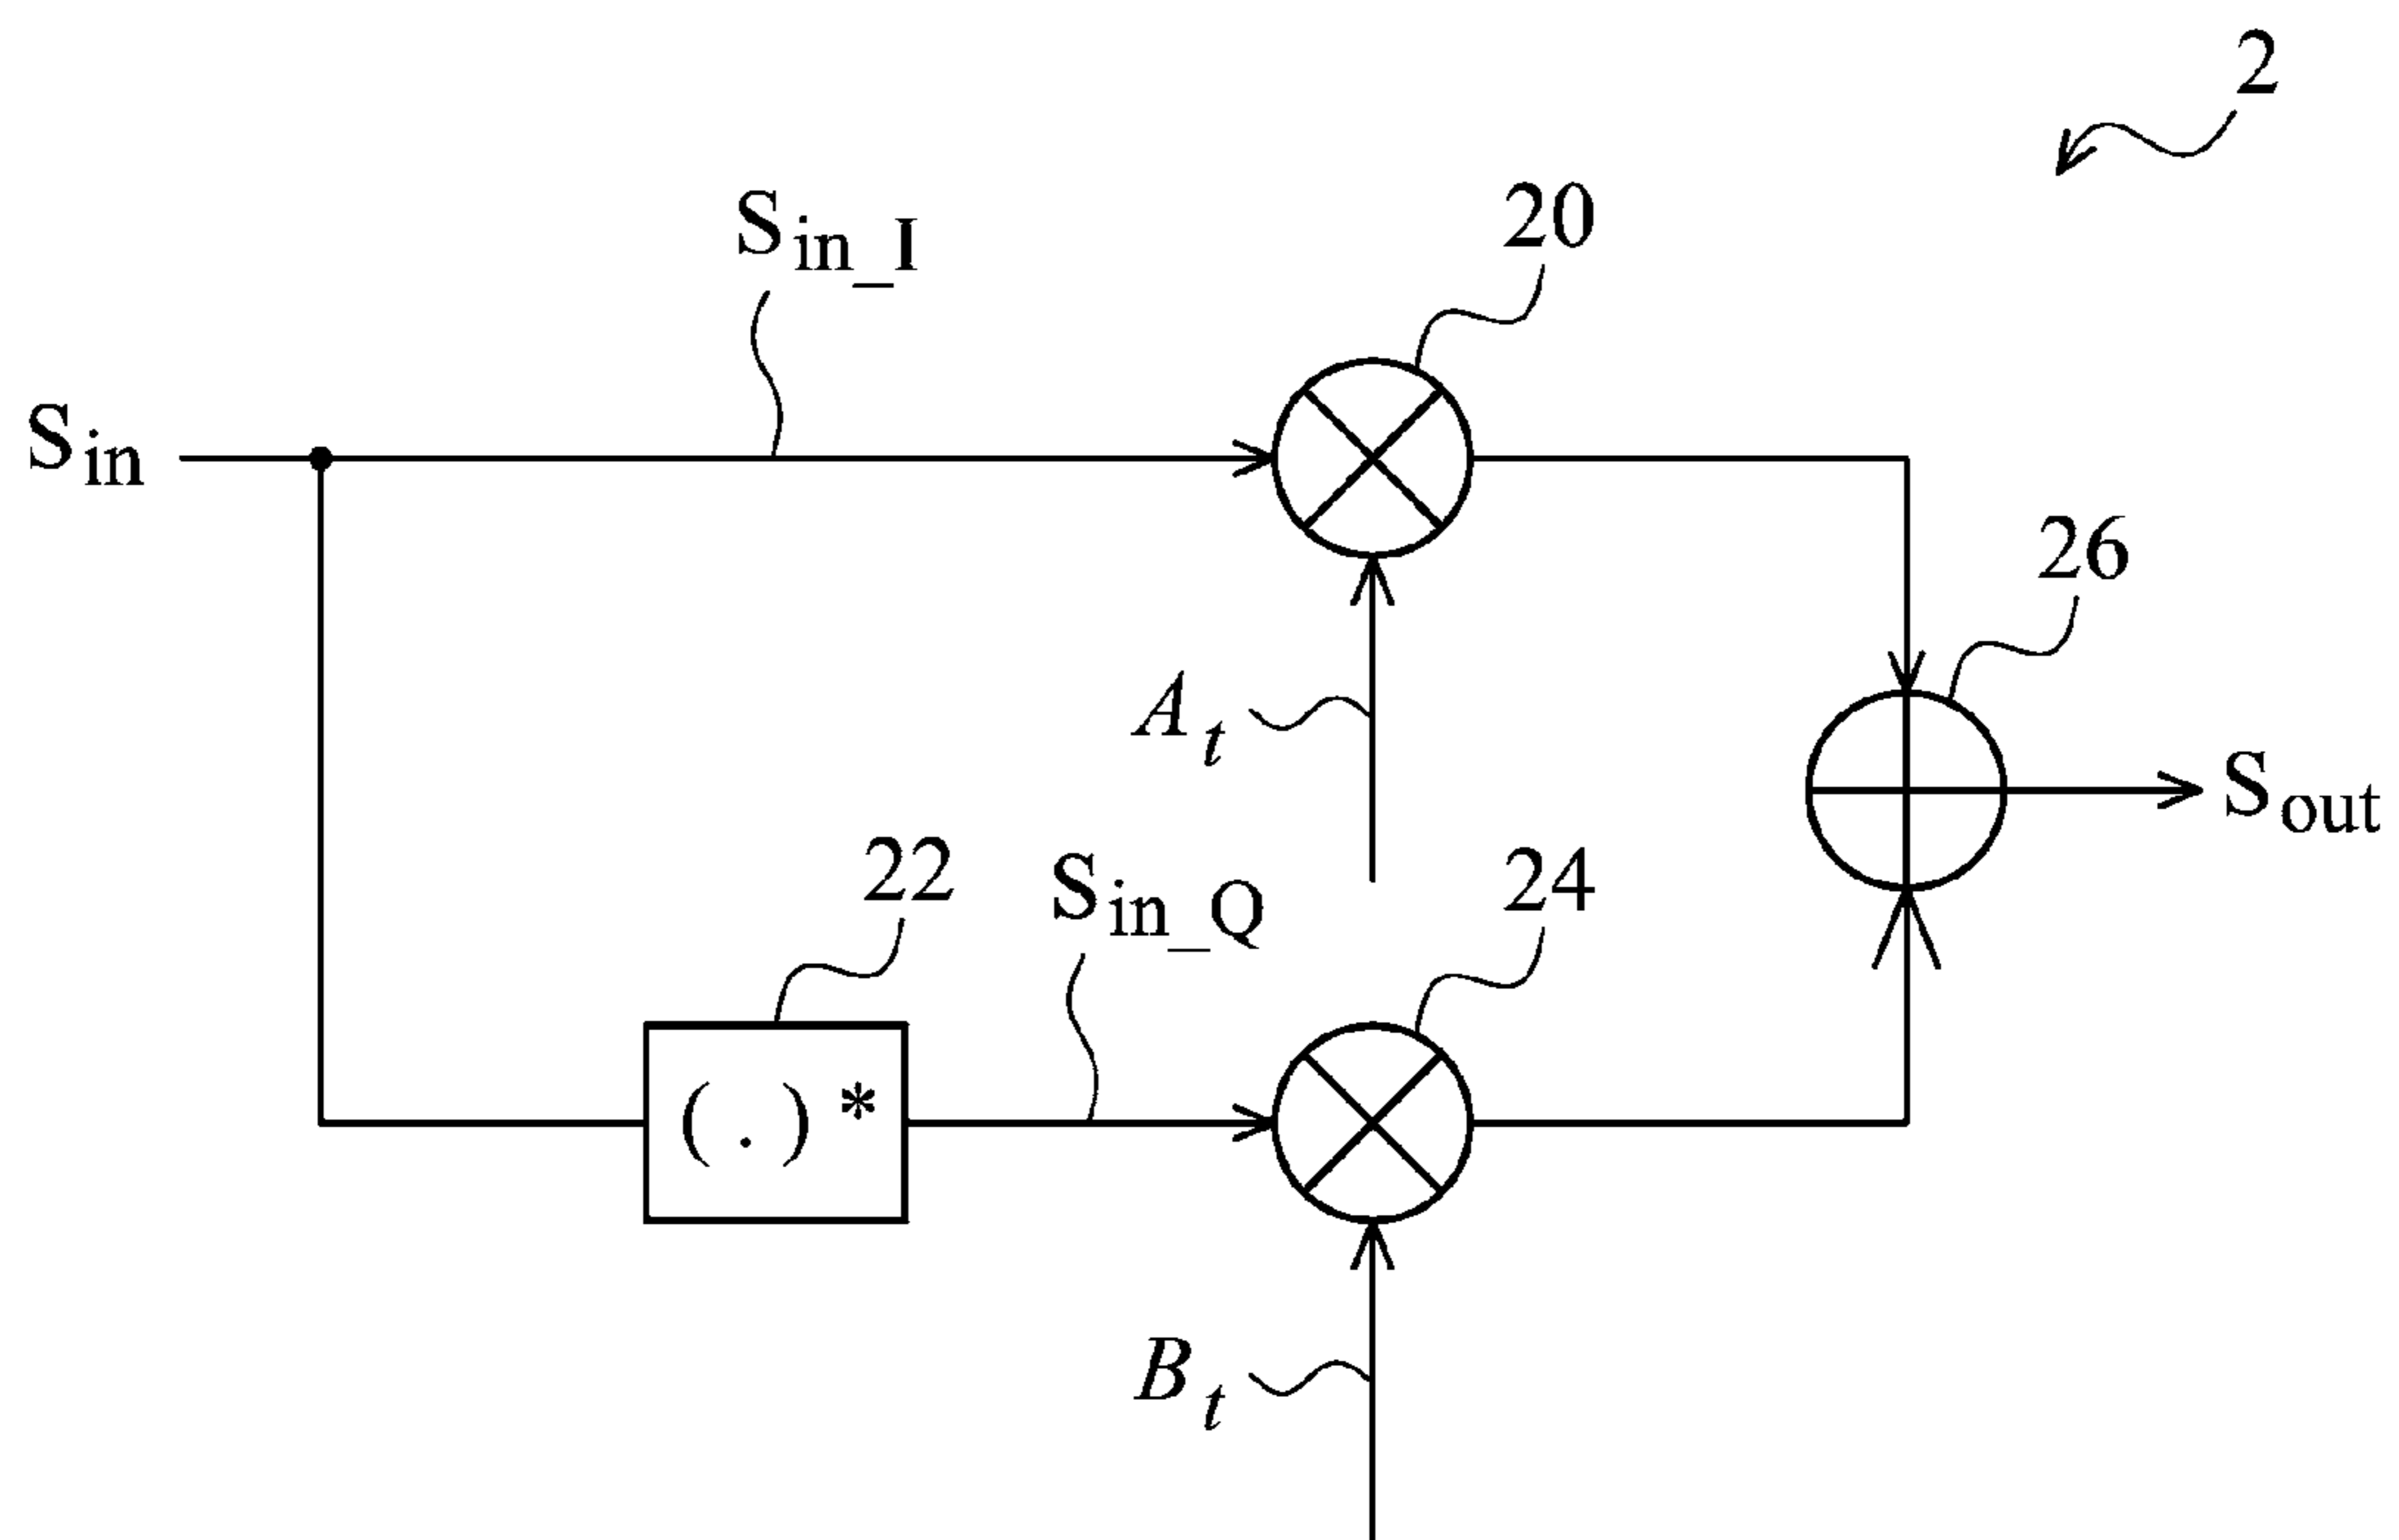 2
20
S_in_I
S_in
26
A_t
S_out
22
S_in_Q
24
( . ) *
B_t